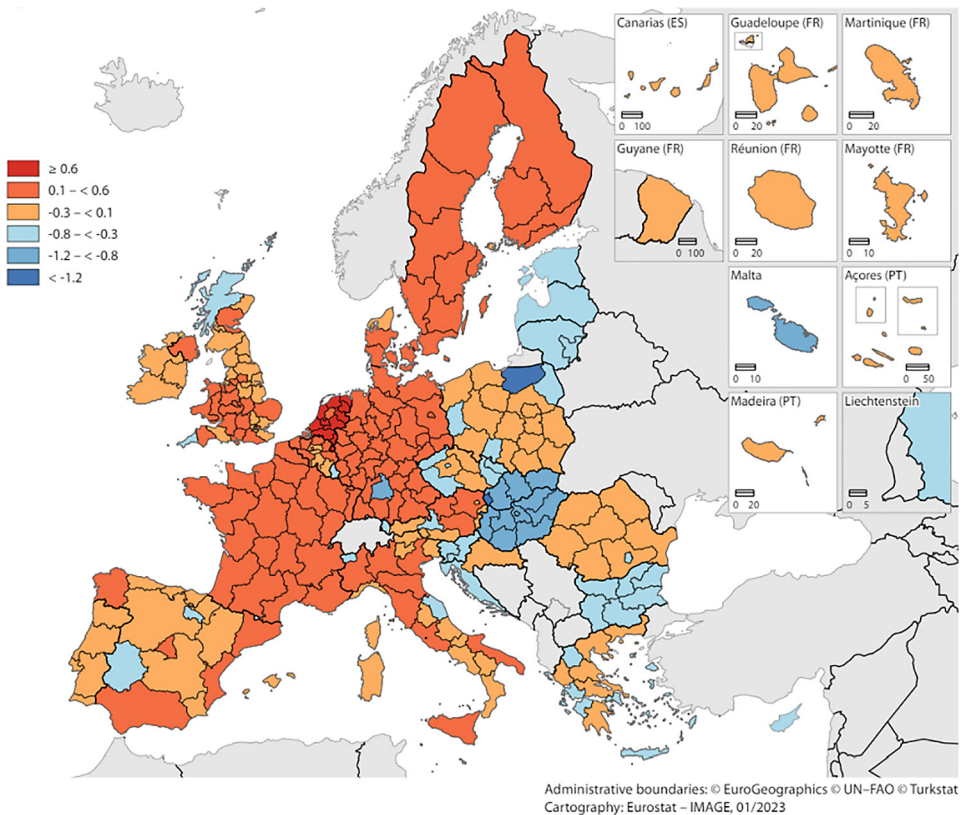 Canarias (ES)
0 100
Guadeloupe (FR)
0 20
Martinique (FR)
0 20
Guyane (FR)
0 100
Réunion (FR)
0 20
Mayotte (FR)
0 10
Malta
0 10
Açores (PT)
0 50
Madeira (PT)
0 20
Liechtenstein
0 5
≥ 0.6
0.1 – < 0.6
-0.3 – < 0.1
-0.8 – < -0.3
-1.2 – < -0.8
< -1.2
Administrative boundaries: © EuroGeographics © UN–FAO © Turkstat
Cartography: Eurostat – IMAGE, 01/2023